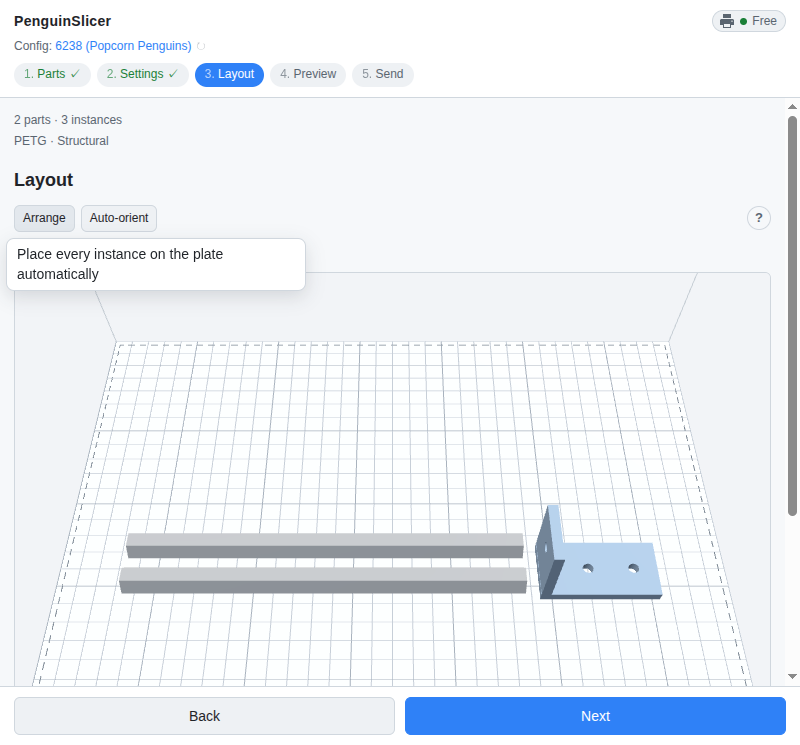 PenguinSlicer
Free
Config: 6238 (Popcorn Penguins)
1. Parts ✓
2. Settings ✓
3. Layout
4. Preview
5. Send
2 parts · 3 instances
PETG · Structural
Layout
Arrange
Auto-orient
?
Place every instance on the plate
automatically
Back
Next